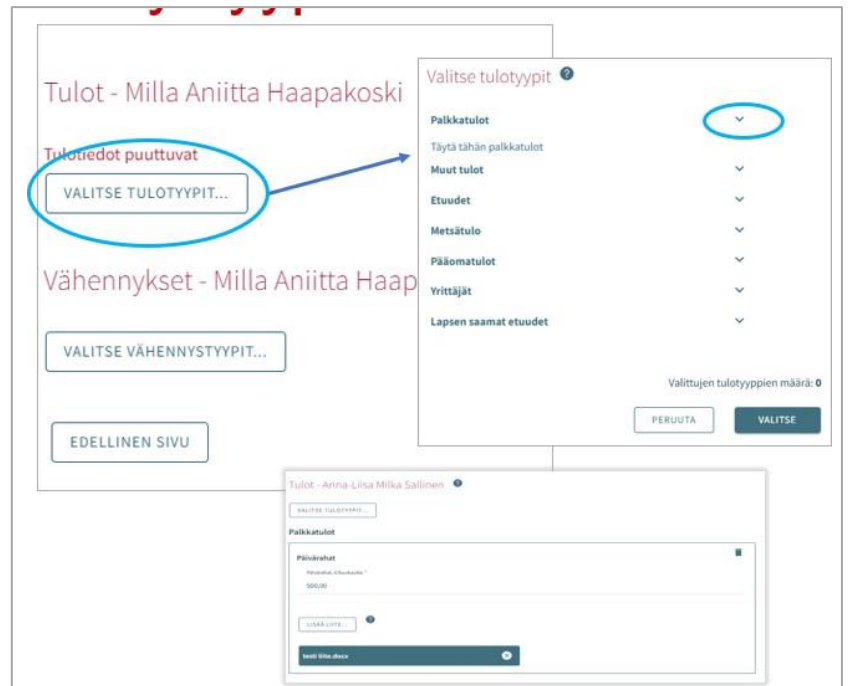 Tulot - Milla Aniitta Haapakoski
Tulotiedot puuttuvat
VALITSE TULOTYYPIT...
Vähennykset - Milla Aniitta Haap
VALITSE VÄHENNYSTYYPIT...
EDELLINEN SIVU
Valitse tulotyypit ?
Palkkatulot
Täytä tähän palkkatulot
Muut tulot
Etuudet
Metsätulo
Pääomatulot
Yrittäjät
Lapsen saamat etuudet
Valittujen tulotyyppien määrä: 0
PERUUTA VALITSE
Tulot - Anna-Liisa Milka Sallinen ?
VALITSE TULOTYYPIT...
Palkkatulot
Päivärahat
500,00
LISÄÄ LIITE... ?
testi liite.docx